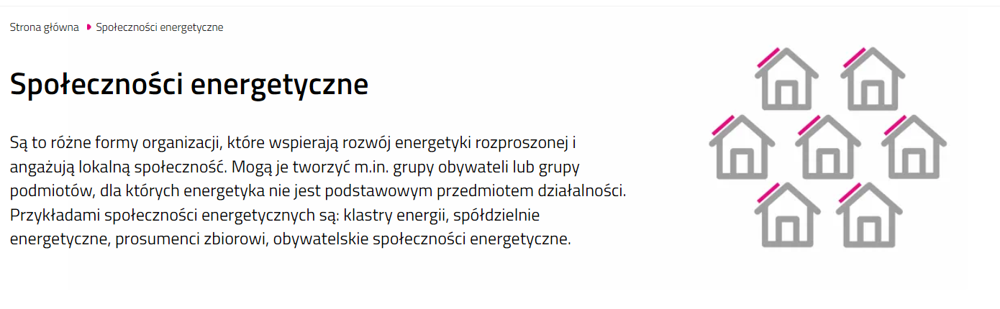 Strona główna Społeczności energetyczne
Społeczności energetyczne
Są to różne formy organizacji, które wspierają rozwój energetyki rozproszonej i
angażują lokalną społeczność. Mogą je tworzyć m.in. grupy obywateli lub grupy
podmiotów, dla których energetyka nie jest podstawowym przedmiotem działalności.
Przykładami społeczności energetycznych są: klastry energii, spółdzielnie
energetyczne, prosumenci zbiorowi, obywatelskie społeczności energetyczne.